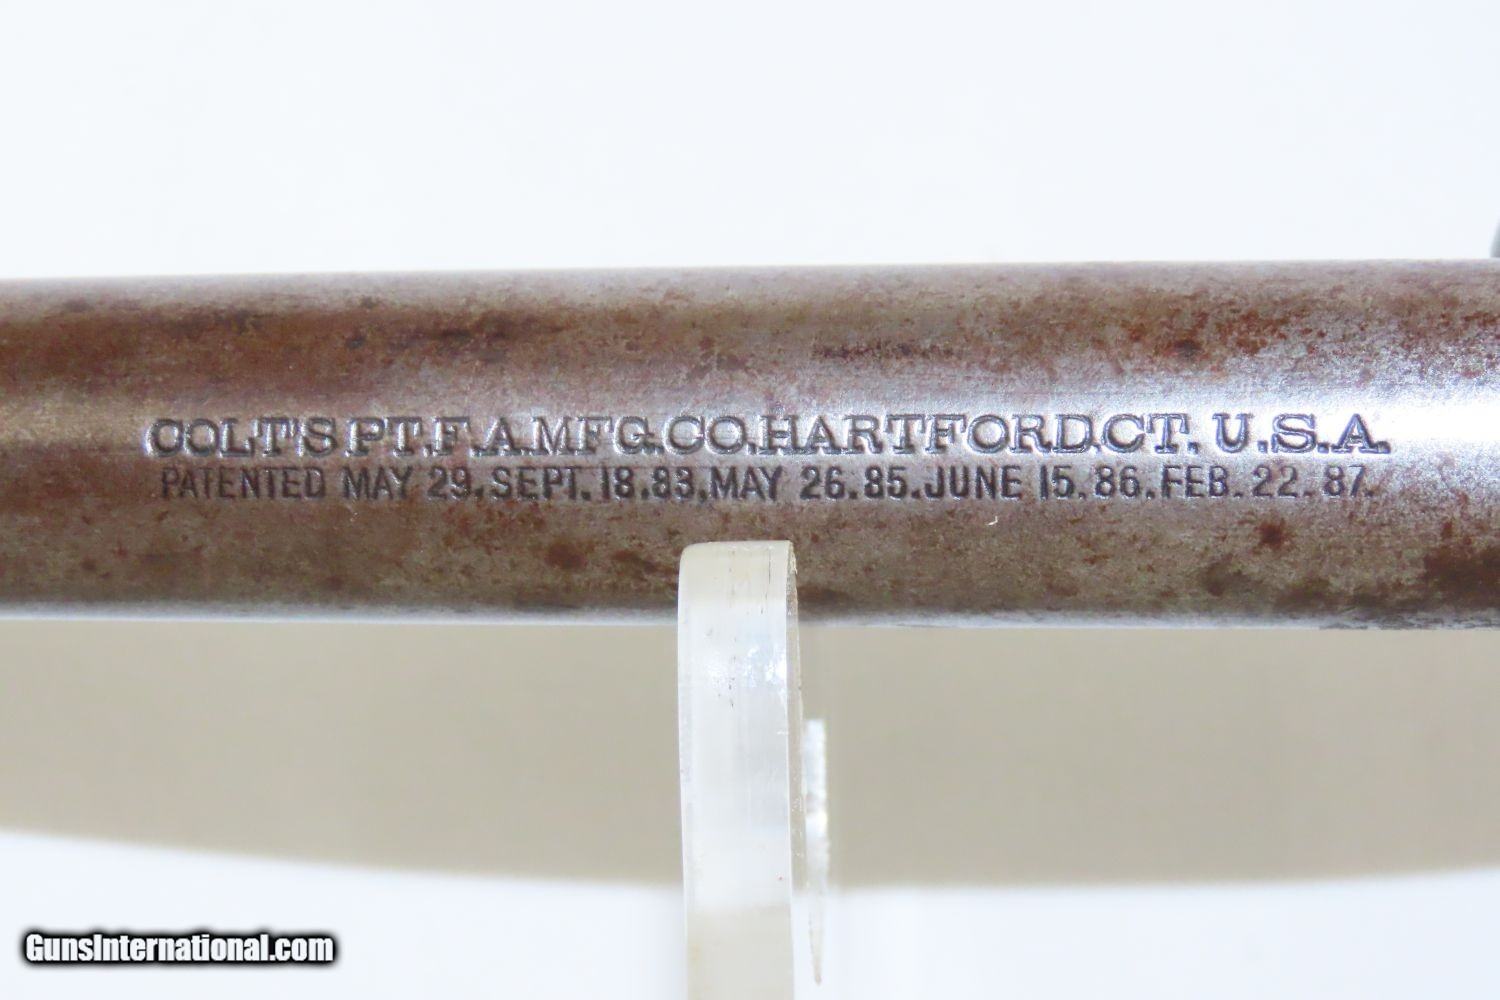 COLT'S PT.F.A.MFG.CO.HARTFORD.CT. U.S.A.
PATENTED MAY 29.SEPT.18.83,MAY 26.85.JUNE 15.86.FEB.22.87.
GunsInternational.com